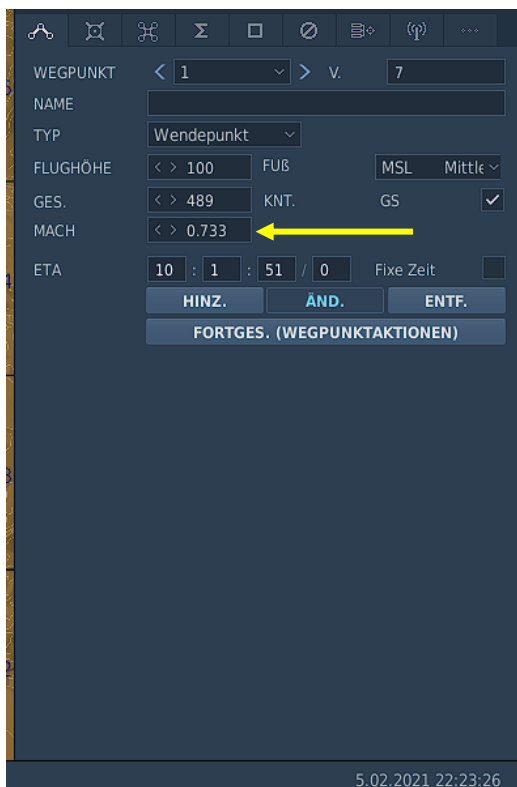 WEGPUNKT < 1 > V. 7
NAME
TYP Wendepunkt
FLUGHÖHE < > 100 FUß MSL Mittle
GES. < > 489 KNT. GS
MACH < > 0.733
ETA 10 : 1 : 51 / 0 Fixe Zeit
HINZ. ÄND. ENTF.
FORTGES. (WEGPUNKTAKTIONEN)
5.02.2021 22:23:26